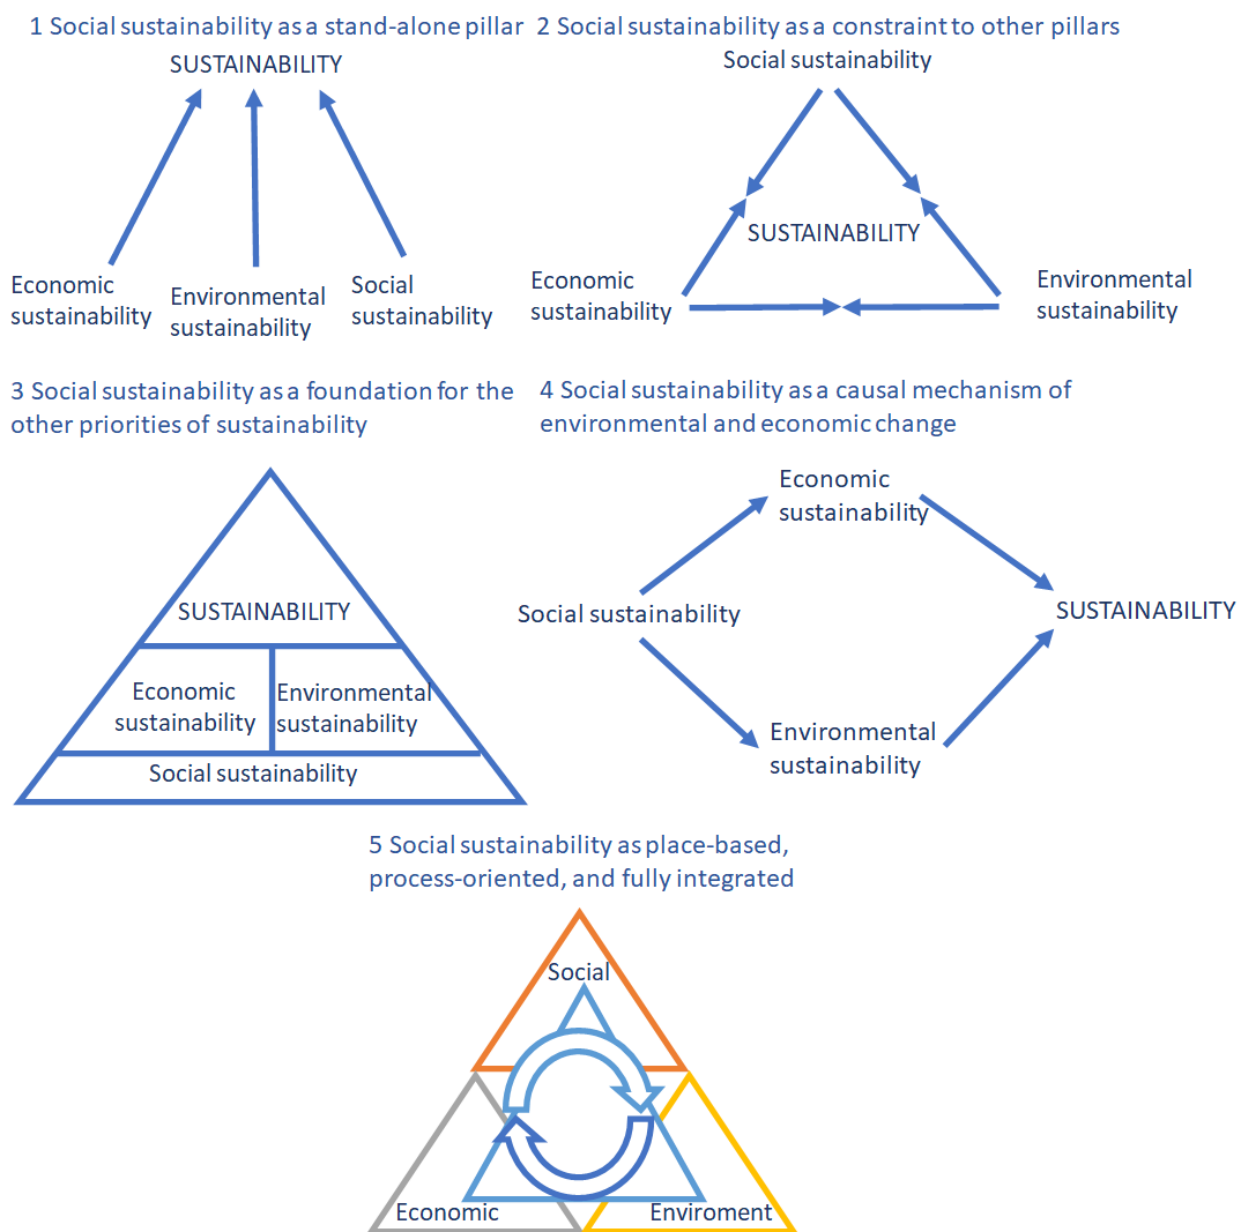 1 Social sustainability as a stand-alone pillar
SUSTAINABILITY
Economic
sustainability
Environmental
sustainability
Social
sustainability
2 Social sustainability as a constraint to other pillars
Social sustainability
SUSTAINABILITY
Economic
sustainability
Environmental
sustainability
3 Social sustainability as a foundation for the
other priorities of sustainability
SUSTAINABILITY
Economic
sustainability
Environmental
sustainability
Social sustainability
4 Social sustainability as a causal mechanism of
environmental and economic change
Economic
sustainability
Social sustainability
SUSTAINABILITY
Environmental
sustainability
5 Social sustainability as place-based,
process-oriented, and fully integrated
Social
Economic
Enviroment